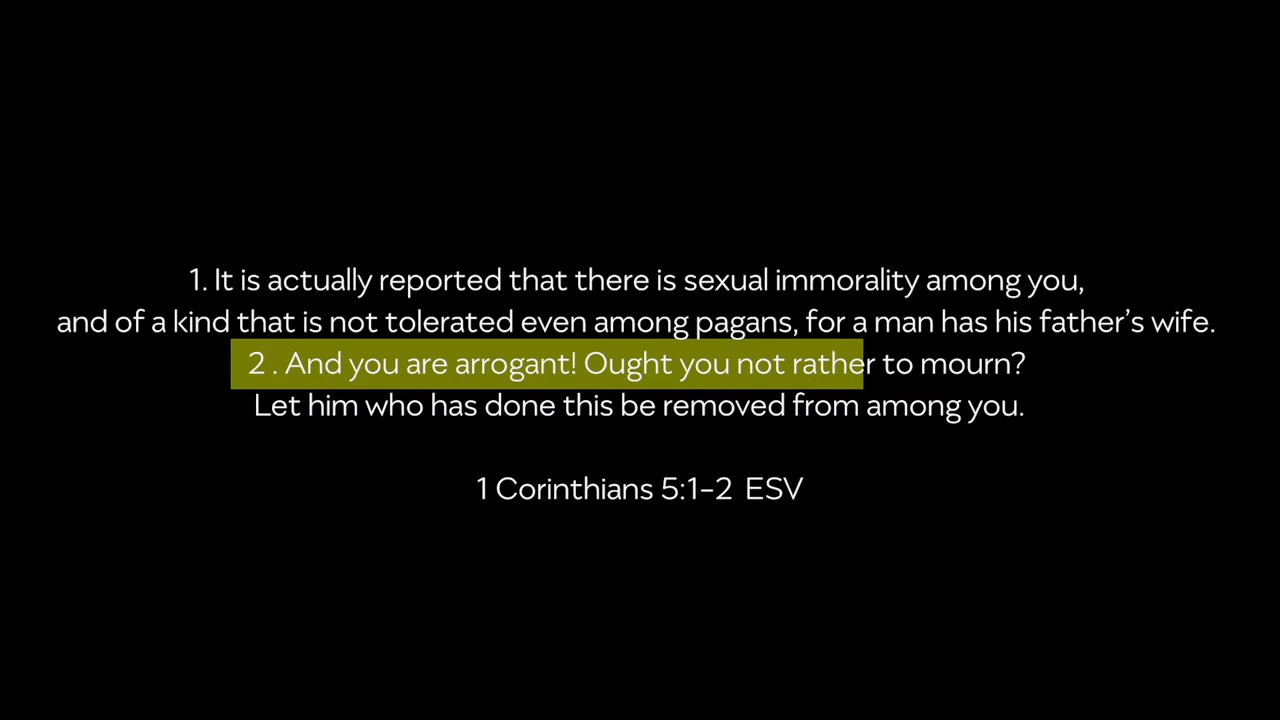 1. It is actually reported that there is sexual immorality among you,
and of a kind that is not tolerated even among pagans, for a man has his father’s wife.
2 . And you are arrogant! Ought you not rather to mourn?
Let him who has done this be removed from among you.
1 Corinthians 5:1–2 ESV